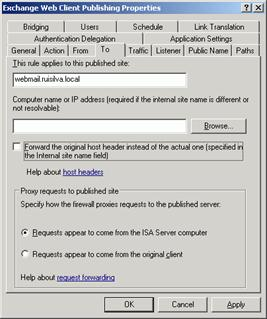 Exchange Web Client Publishing Properties
Bridging Users Schedule Link Translation
Authentication Delegation Application Settings
General Action From To Traffic Listener Public Name Paths
This rule applies to this published site:
webmail.ruisilva.local
Computer name or IP address (required if the internal site name is different or
not resolvable):
Browse...
Forward the original host header instead of the actual one (specified in
the Internal site name field)
Help about host headers
Proxy requests to published site
Specify how the firewall proxies requests to the published server:
Requests appear to come from the ISA Server computer
Requests appear to come from the original client
Help about request forwarding
OK Cancel Apply